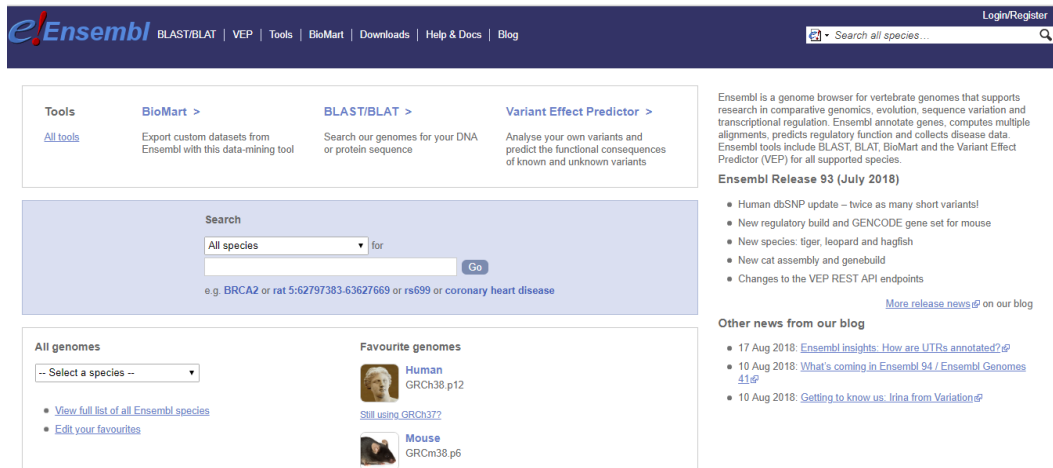 Login/Register
e!Ensembl BLAST/BLAT | VEP | Tools | BioMart | Downloads | Help & Docs | Blog
Search all species...
Tools
All tools
BioMart >
Export custom datasets from
Ensembl with this data-mining tool
BLAST/BLAT >
Search our genomes for your DNA
or protein sequence
Variant Effect Predictor >
Analyse your own variants and
predict the functional consequences
of known and unknown variants
Search
All species for
Go
e.g. BRCA2 or rat 5:62797383-63627669 or rs699 or coronary heart disease
All genomes
-- Select a species --
View full list of all Ensembl species
Edit your favourites
Favourite genomes
Human
GRCh38.p12
Still using GRCh37?
Mouse
GRCm38.p6
Ensembl is a genome browser for vertebrate genomes that supports
research in comparative genomics, evolution, sequence variation and
transcriptional regulation. Ensembl annotate genes, computes multiple
alignments, predicts regulatory function and collects disease data.
Ensembl tools include BLAST, BLAT, BioMart and the Variant Effect
Predictor (VEP) for all supported species.
Ensembl Release 93 (July 2018)
Human dbSNP update – twice as many short variants!
New regulatory build and GENCODE gene set for mouse
New species: tiger, leopard and hagfish
New cat assembly and genebuild
Changes to the VEP REST API endpoints
More release news on our blog
Other news from our blog
17 Aug 2018: Ensembl insights: How are UTRs annotated?
10 Aug 2018: What's coming in Ensembl 94 / Ensembl Genomes
41
10 Aug 2018: Getting to know us: Irina from Variation